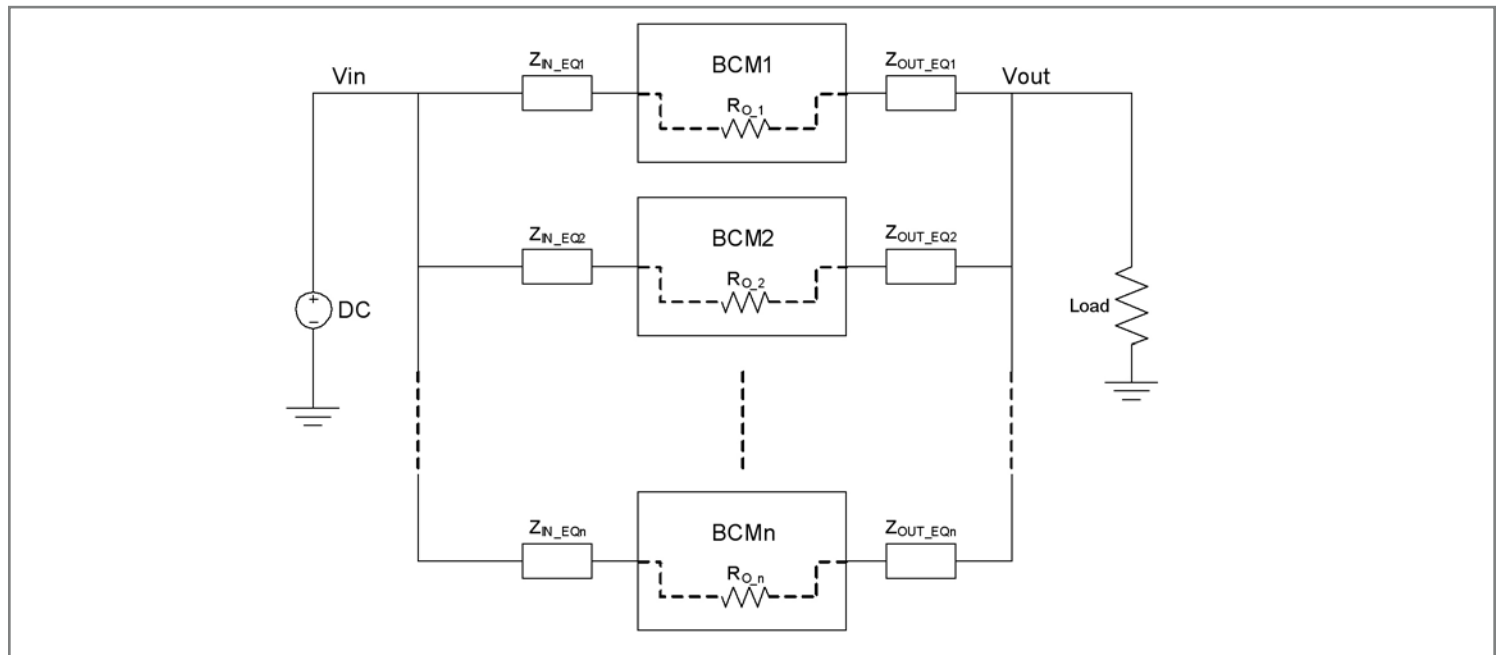 Vin
Z_IN_EQ1
BCM1
R_O_1
Z_OUT_EQ1
Vout
Z_IN_EQ2
BCM2
R_O_2
Z_OUT_EQ2
+
−
DC
Load
Z_IN_EQn
BCMn
R_O_n
Z_OUT_EQn